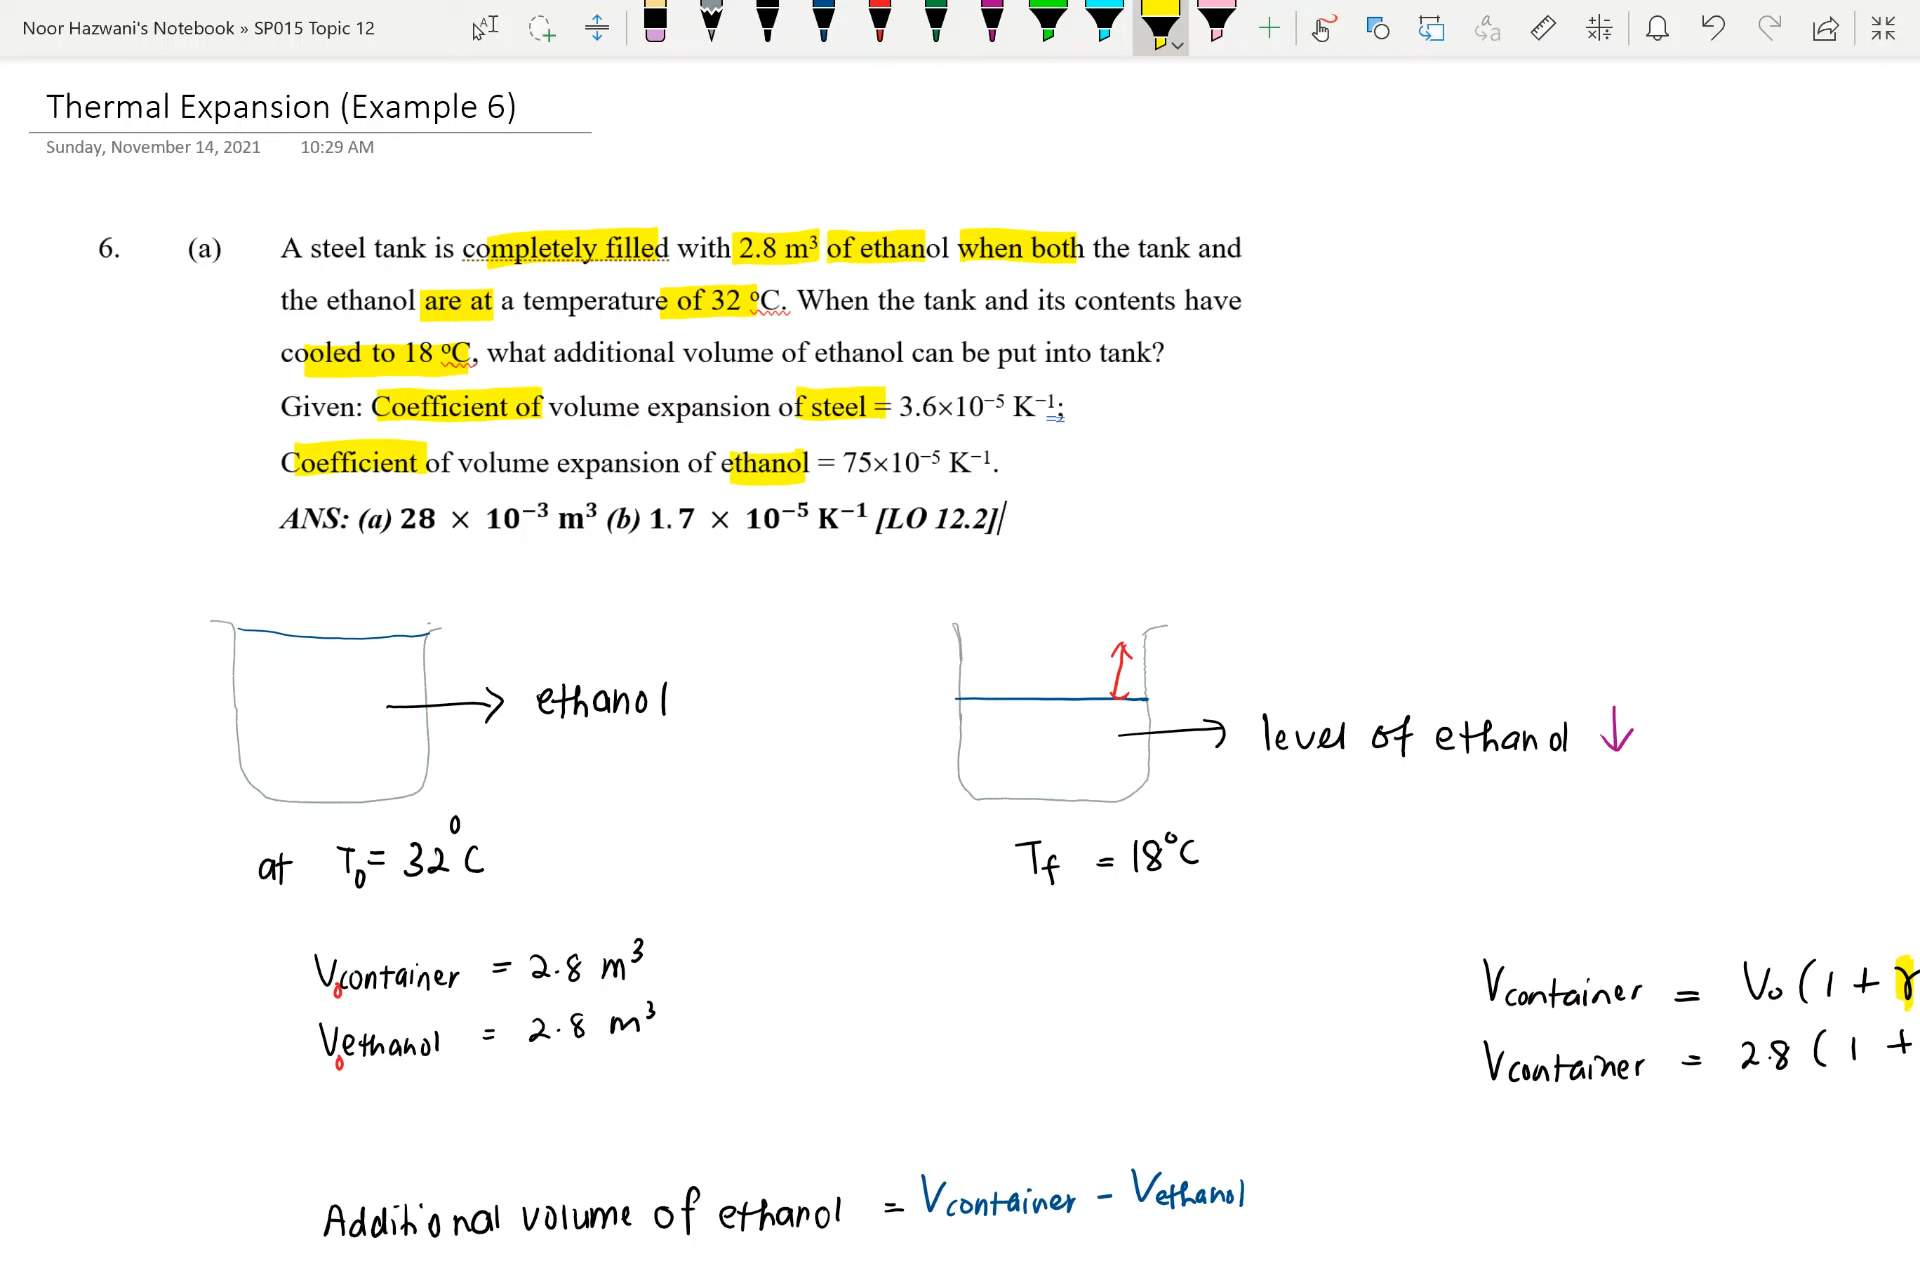 Noor Hazwani's Notebook » SP015 Topic 12
Thermal Expansion (Example 6)
Sunday, November 14, 2021 10:29 AM
6. (a) A steel tank is completely filled with 2.8 m³ of ethanol when both the tank and
the ethanol are at a temperature of 32 °C. When the tank and its contents have
cooled to 18 °C, what additional volume of ethanol can be put into tank?
Given: Coefficient of volume expansion of steel = 3.6×10⁻⁵ K⁻¹;
Coefficient of volume expansion of ethanol = 75×10⁻⁵ K⁻¹.
ANS: (a) 28 × 10⁻³ m³ (b) 1.7 × 10⁻⁵ K⁻¹ [LO 12.2]
ethanol
level of ethanol ↓
at T₀ = 32°C
T_f = 18°C
V₀container = 2.8 m³
V₀ethanol = 2.8 m³
Vcontainer = V₀(1 + γ
Vcontainer = 2.8 (1 +
Additional volume of ethanol = Vcontainer - Vethanol